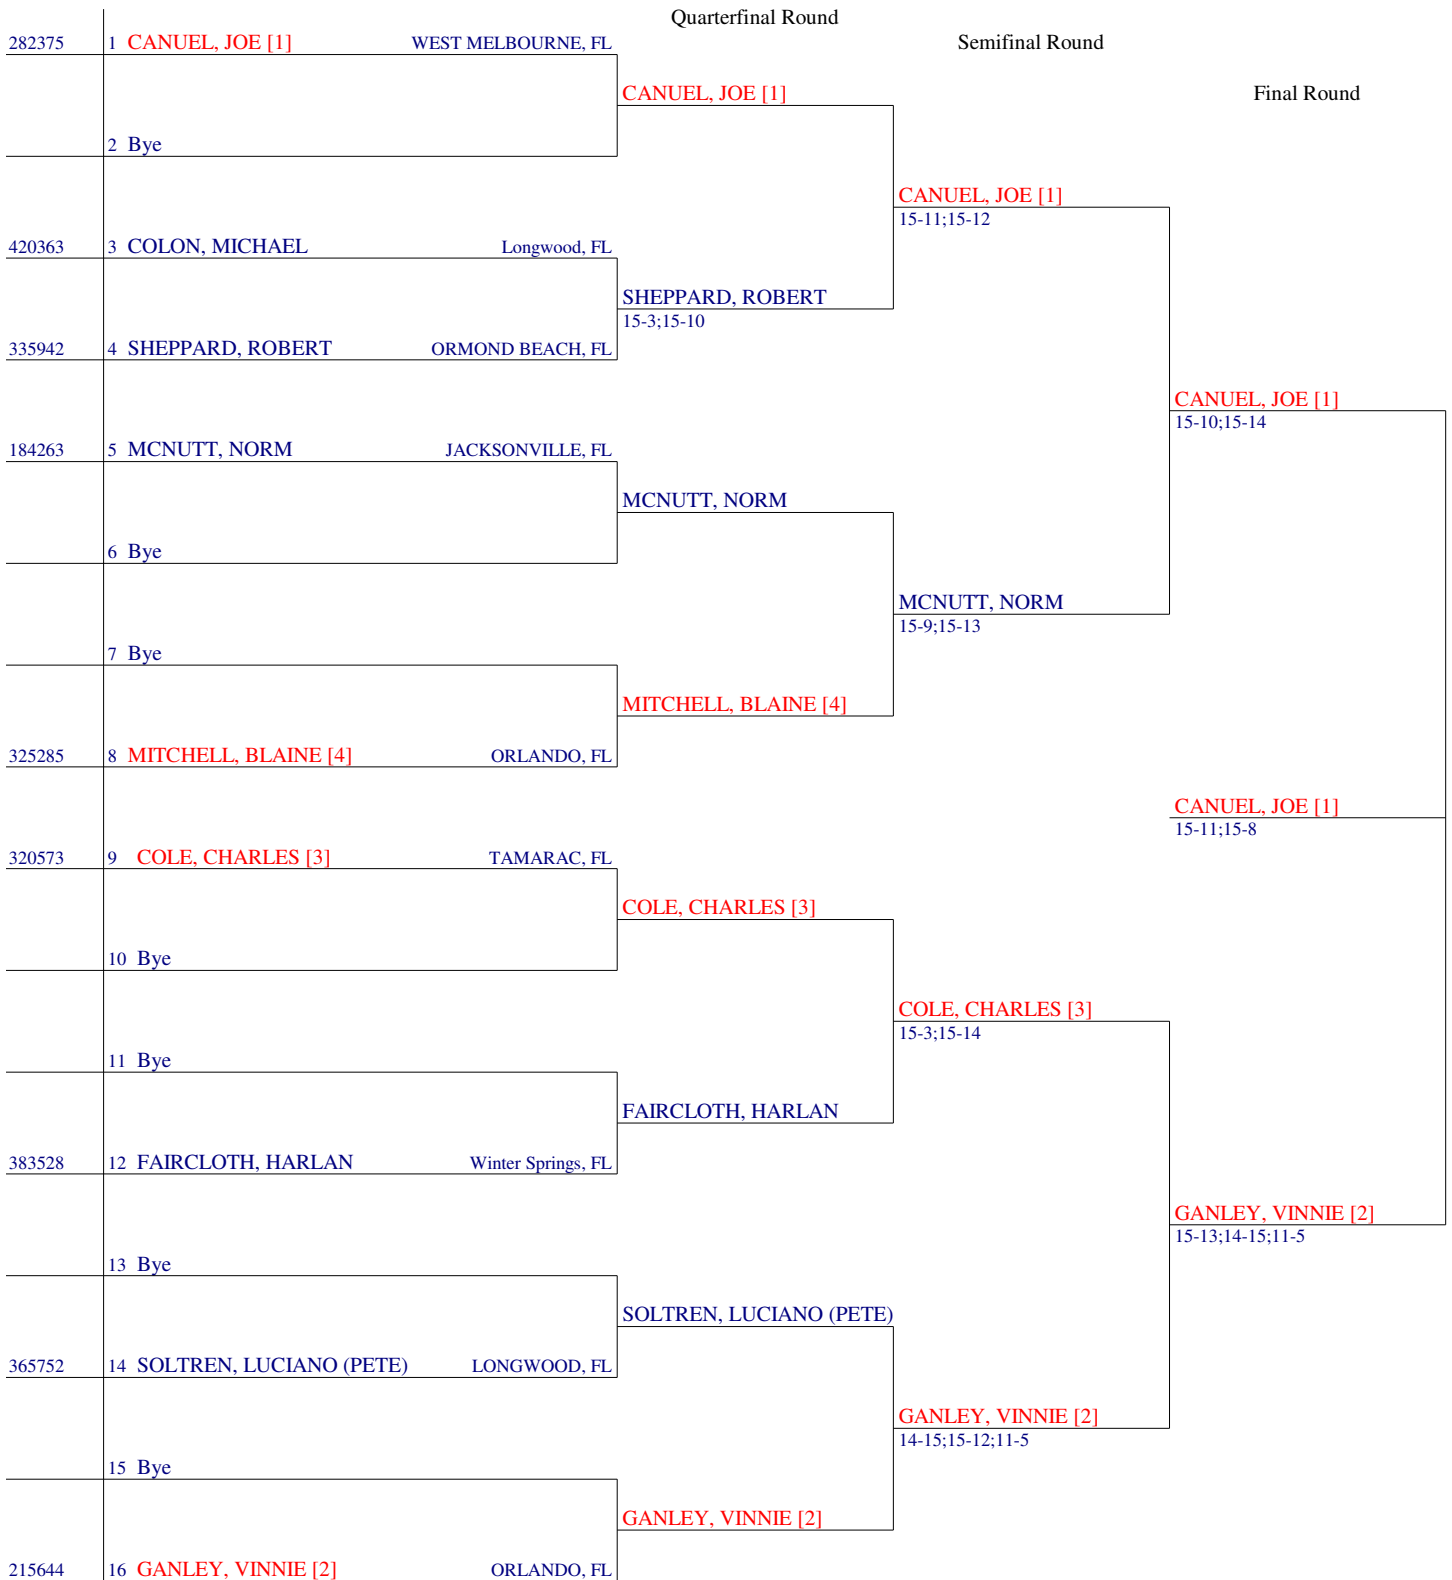 Quarterfinal Round
282375 1 CANUEL, JOE [1] WEST MELBOURNE, FL Semifinal Round
CANUEL, JOE [1] Final Round
2 Bye
CANUEL, JOE [1]
15-11;15-12
420363 3 COLON, MICHAEL Longwood, FL
SHEPPARD, ROBERT
15-3;15-10
335942 4 SHEPPARD, ROBERT ORMOND BEACH, FL
CANUEL, JOE [1]
15-10;15-14
184263 5 MCNUTT, NORM JACKSONVILLE, FL
MCNUTT, NORM
6 Bye
MCNUTT, NORM
15-9;15-13
7 Bye
MITCHELL, BLAINE [4]
325285 8 MITCHELL, BLAINE [4] ORLANDO, FL
CANUEL, JOE [1]
15-11;15-8
320573 9 COLE, CHARLES [3] TAMARAC, FL
COLE, CHARLES [3]
10 Bye
COLE, CHARLES [3]
15-3;15-14
11 Bye
FAIRCLOTH, HARLAN
383528 12 FAIRCLOTH, HARLAN Winter Springs, FL
GANLEY, VINNIE [2]
15-13;14-15;11-5
13 Bye
SOLTREN, LUCIANO (PETE)
365752 14 SOLTREN, LUCIANO (PETE) LONGWOOD, FL
GANLEY, VINNIE [2]
14-15;15-12;11-5
15 Bye
GANLEY, VINNIE [2]
215644 16 GANLEY, VINNIE [2] ORLANDO, FL